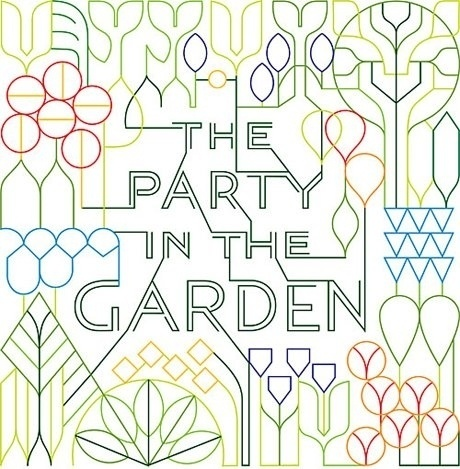 THE
PARTY
IN THE
GARDEN